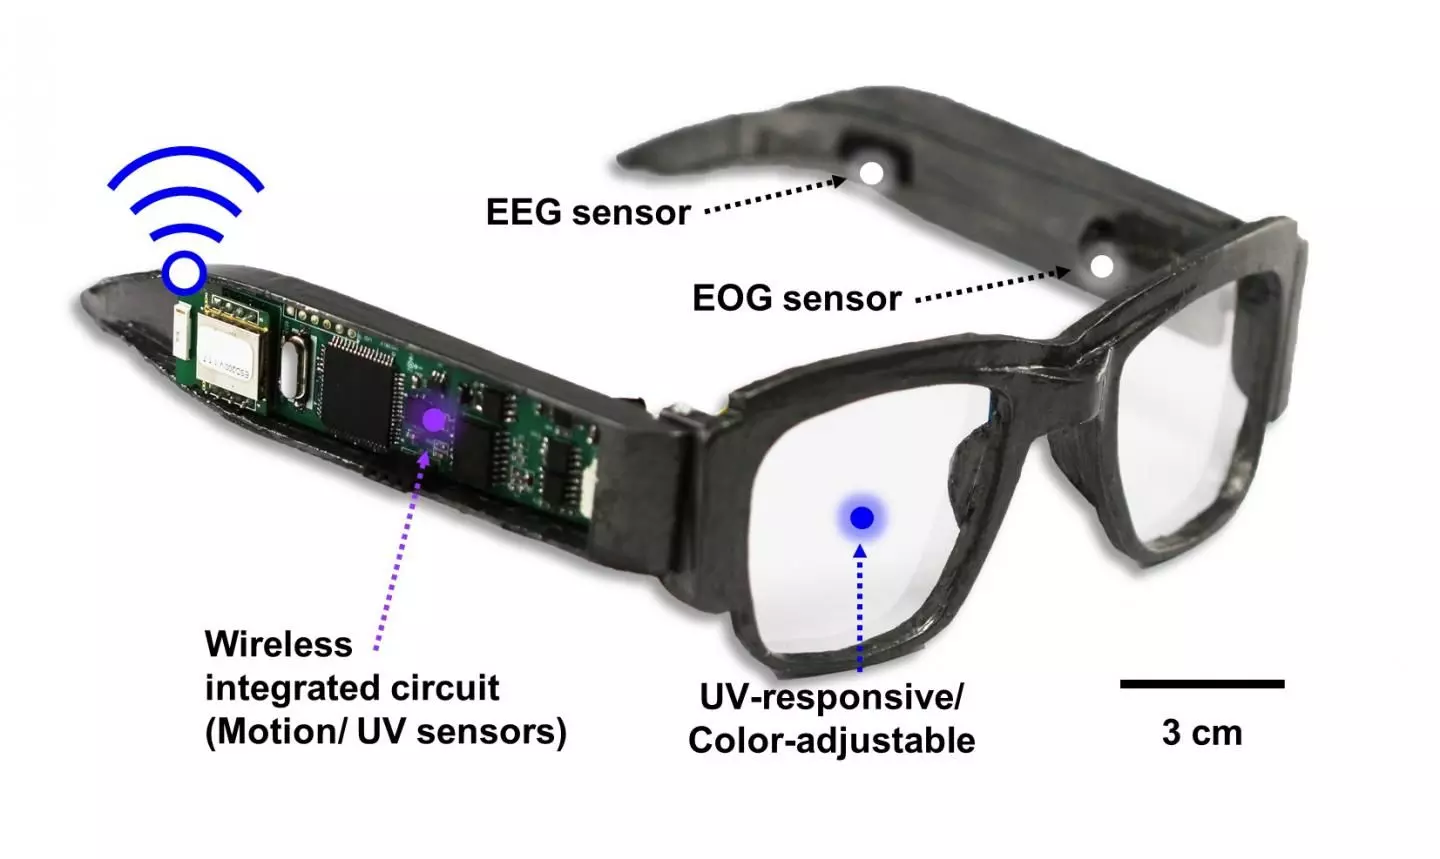 EEG sensor
EOG sensor
Wireless
integrated circuit
(Motion/ UV sensors)
UV-responsive/
Color-adjustable
3 cm